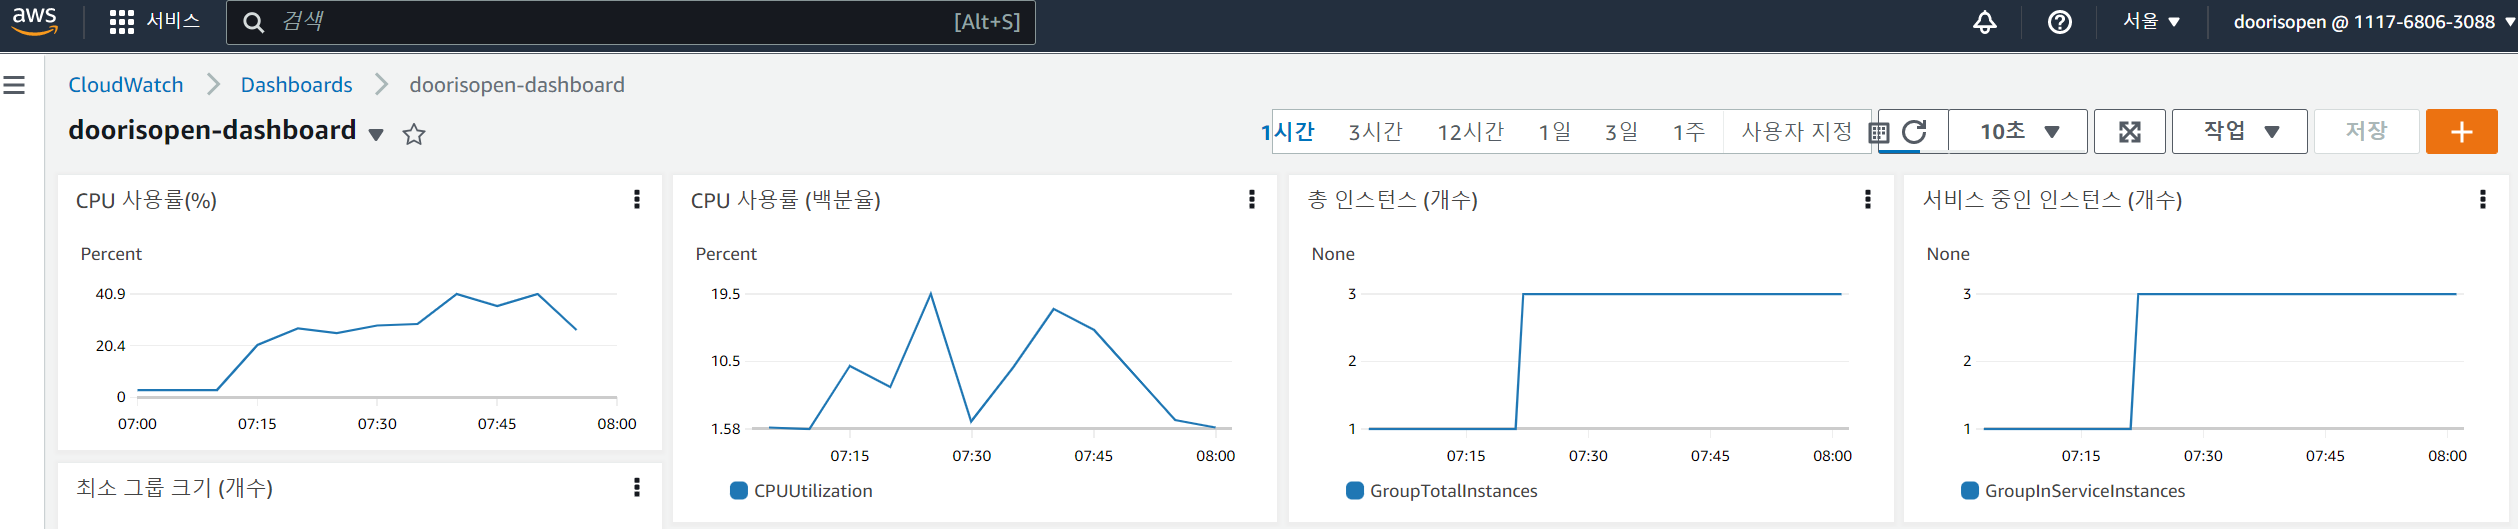 aws 서비스 검색 [Alt+S] 서울 ▼ doorisopen @ 1117-6806-3088 ▼
CloudWatch > Dashboards > doorisopen-dashboard
doorisopen-dashboard ▼
1시간 3시간 12시간 1일 3일 1주 사용자 지정 10초 ▼ 작업 ▼ 저장 +
CPU 사용률(%)
Percent
40.9
20.4
0
07:00 07:15 07:30 07:45 08:00
CPU 사용률 (백분율)
Percent
19.5
10.5
1.58
07:15 07:30 07:45 08:00
CPUUtilization
총 인스턴스 (개수)
None
3
2
1
07:15 07:30 07:45 08:00
GroupTotalInstances
서비스 중인 인스턴스 (개수)
None
3
2
1
07:15 07:30 07:45 08:00
GroupInServiceInstances
최소 그룹 크기 (개수)